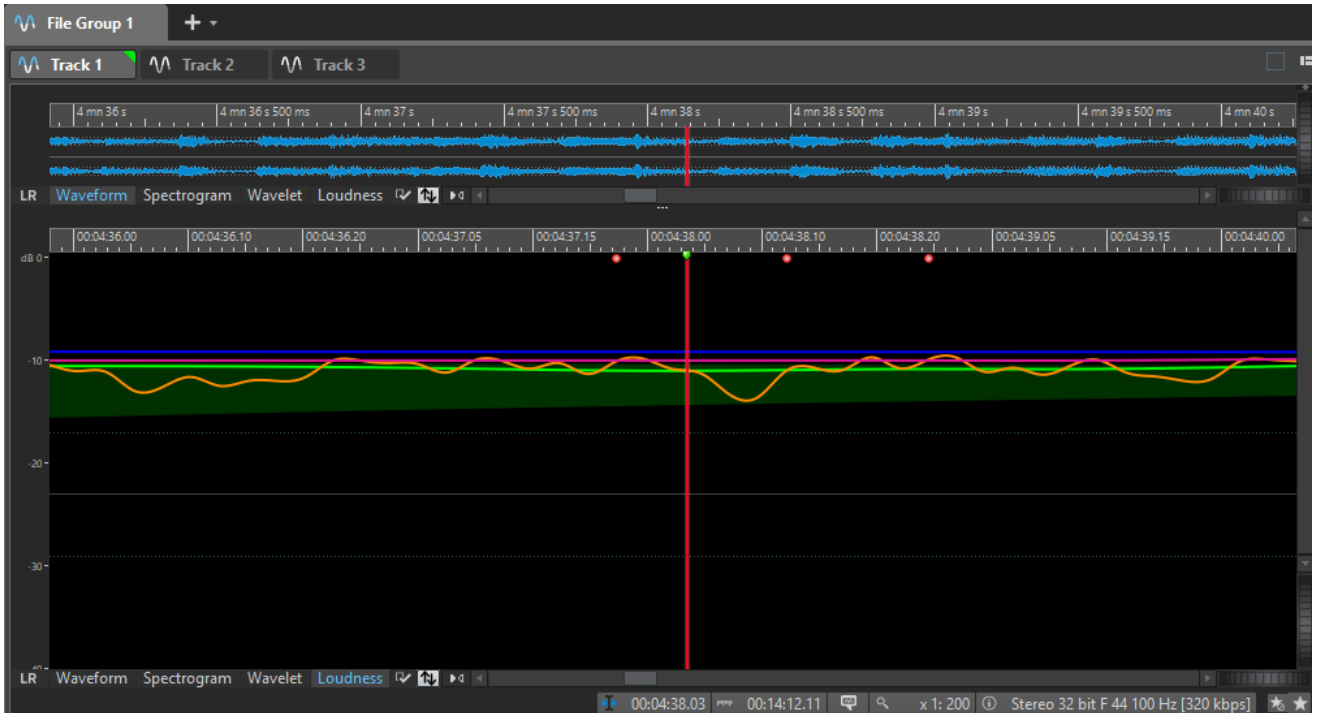 File Group 1
Track 1 Track 2 Track 3
4 mn 36 s 4 mn 36 s 500 ms 4 mn 37 s 4 mn 37 s 500 ms 4 mn 38 s 4 mn 38 s 500 ms 4 mn 39 s 4 mn 39 s 500 ms 4 mn 40 s
LR Waveform Spectrogram Wavelet Loudness
00:04:36.00 00:04:36.10 00:04:36.20 00:04:37.05 00:04:37.15 00:04:38.00 00:04:38.10 00:04:38.20 00:04:39.05 00:04:39.15 00:04:40.00
dB 0
-10
-20
-30
LR Waveform Spectrogram Wavelet Loudness
00:04:38.03 00:14:12.11 x 1: 200 Stereo 32 bit F 44 100 Hz [320 kbps]